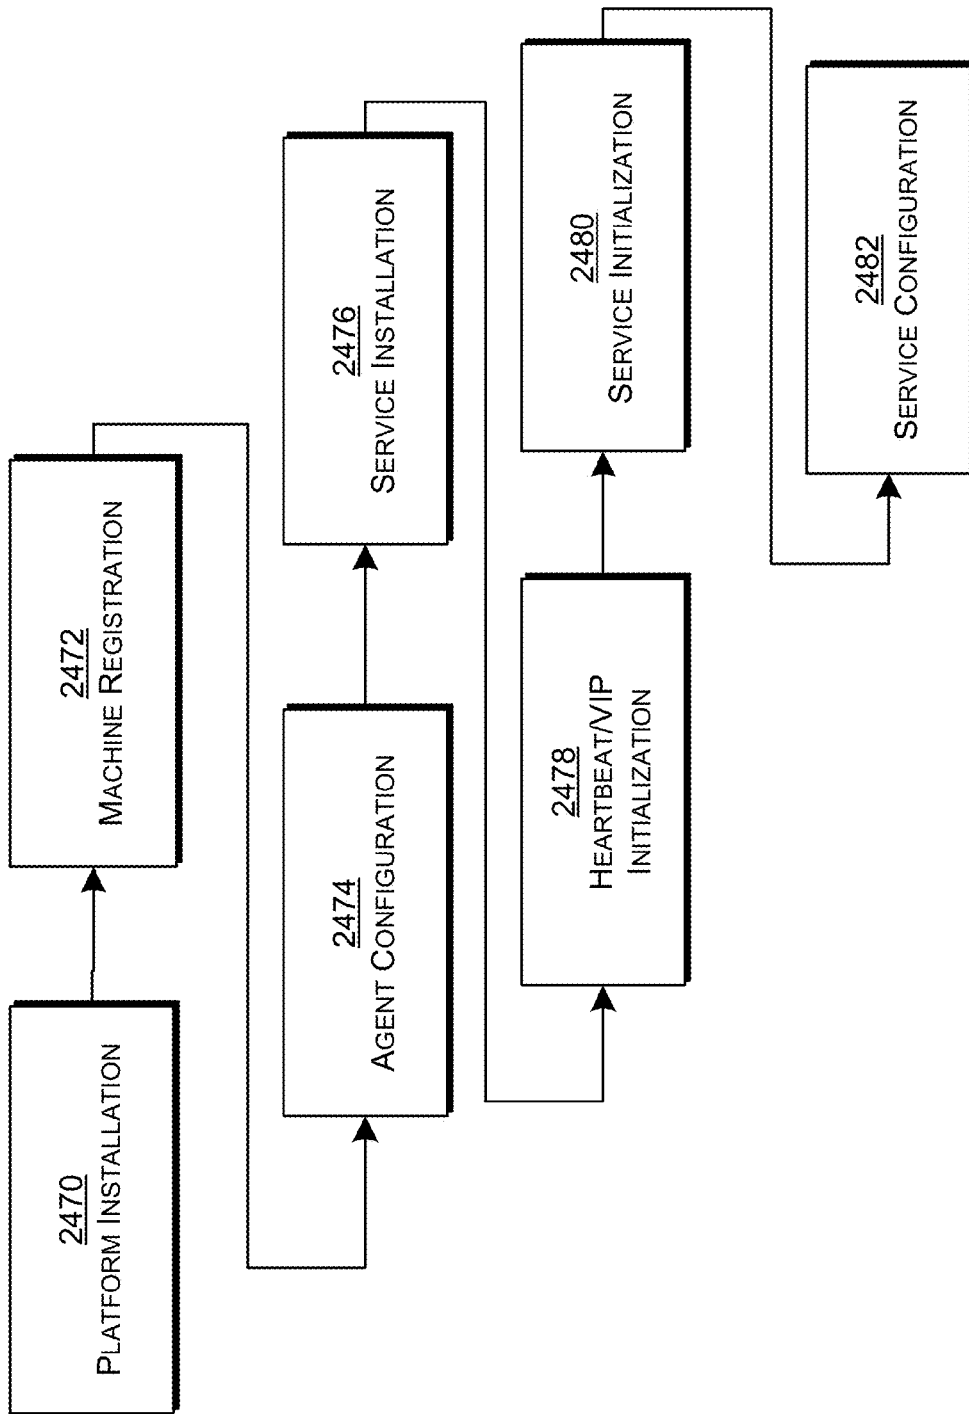 2470
PLATFORM INSTALLATION
2472
MACHINE REGISTRATION
2474
AGENT CONFIGURATION
2476
SERVICE INSTALLATION
2478
HEARTBEAT/VIP
INITIALIZATION
2480
SERVICE INITIALIZATION
2482
SERVICE CONFIGURATION